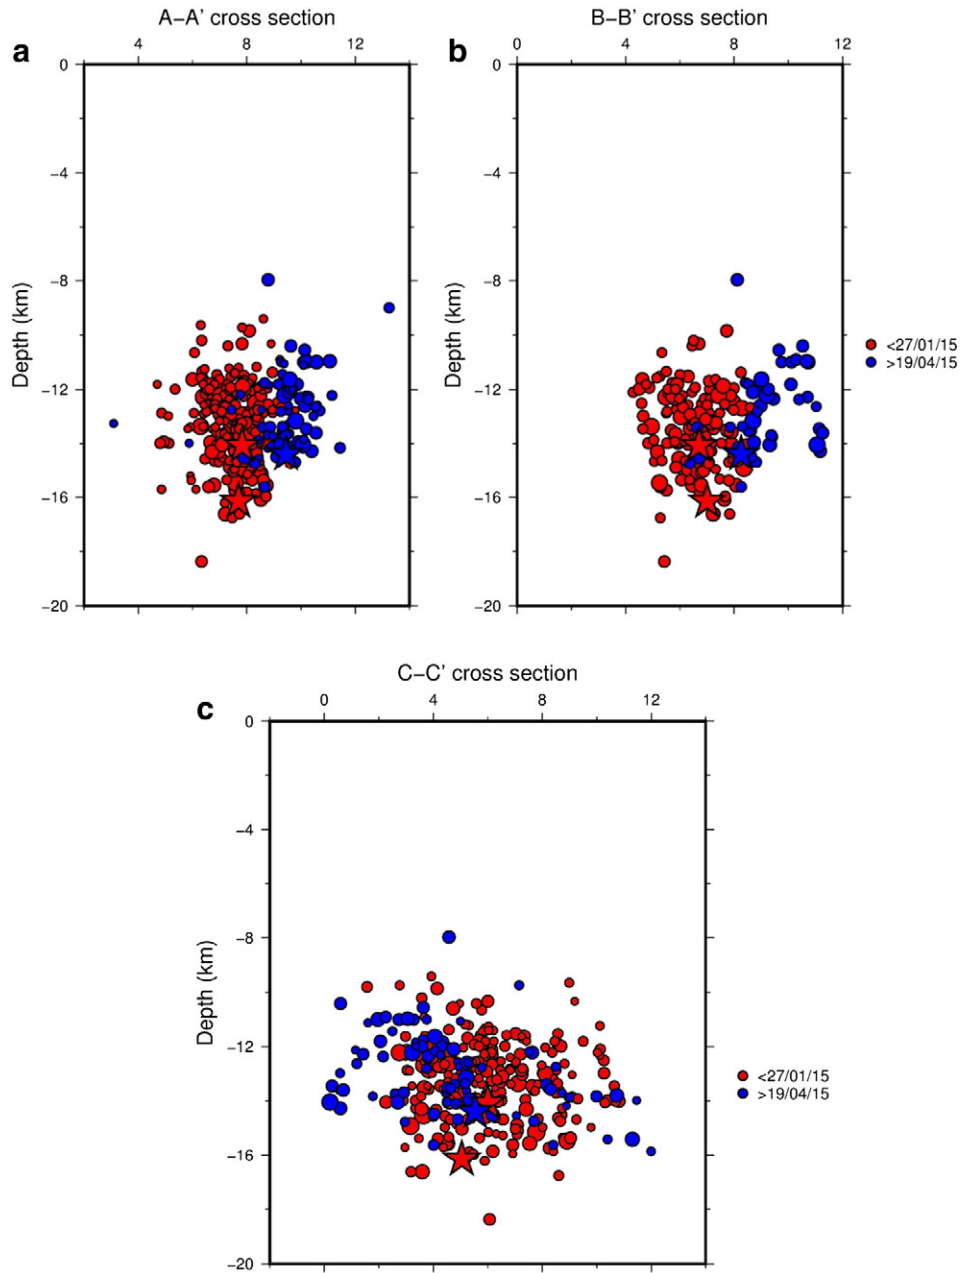 A–A' cross section
B–B' cross section
a
4 8 12
b
0 4 8 12
0
−4
−8
−12
−16
−20
Depth (km)
0
−4
−8
−12
−16
−20
Depth (km)
<27/01/15
>19/04/15
C–C' cross section
c
0 4 8 12
0
−4
−8
−12
−16
−20
Depth (km)
<27/01/15
>19/04/15